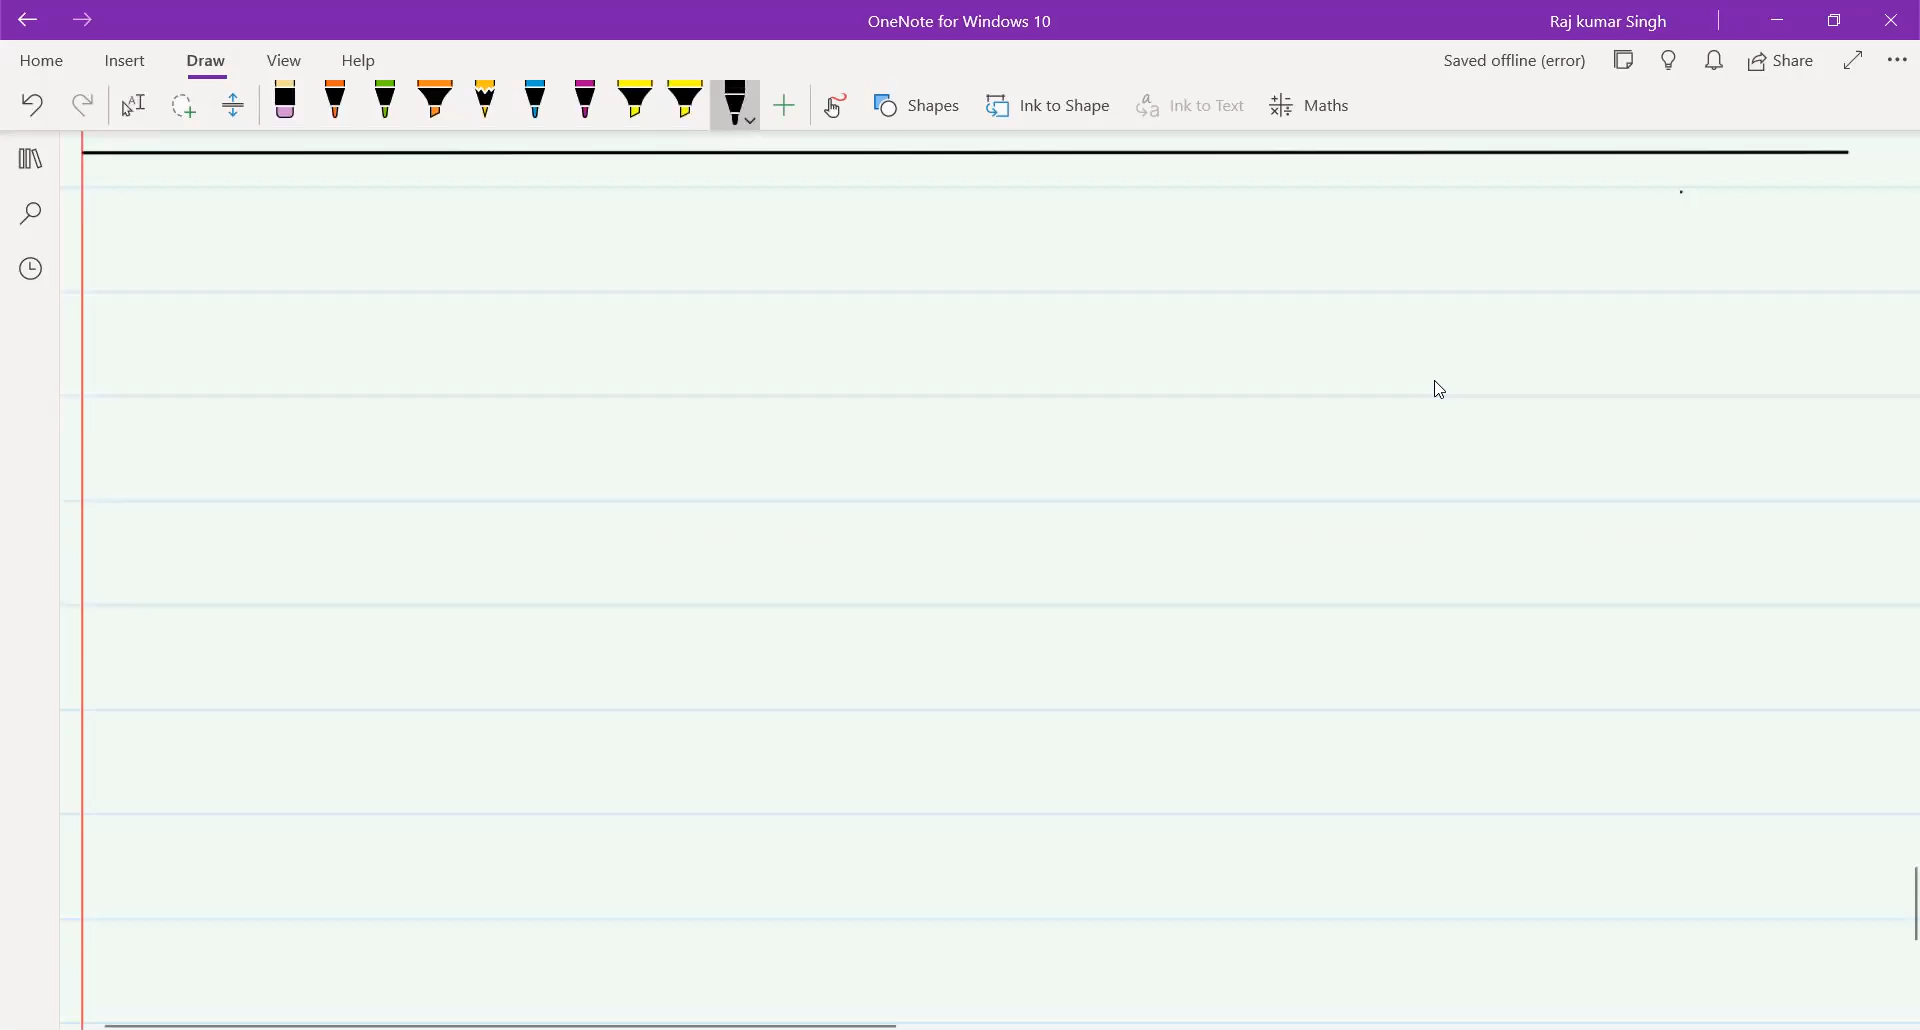 OneNote for Windows 10
Raj kumar Singh
Home Insert Draw View Help
Saved offline (error) Share
Shapes Ink to Shape Ink to Text Maths